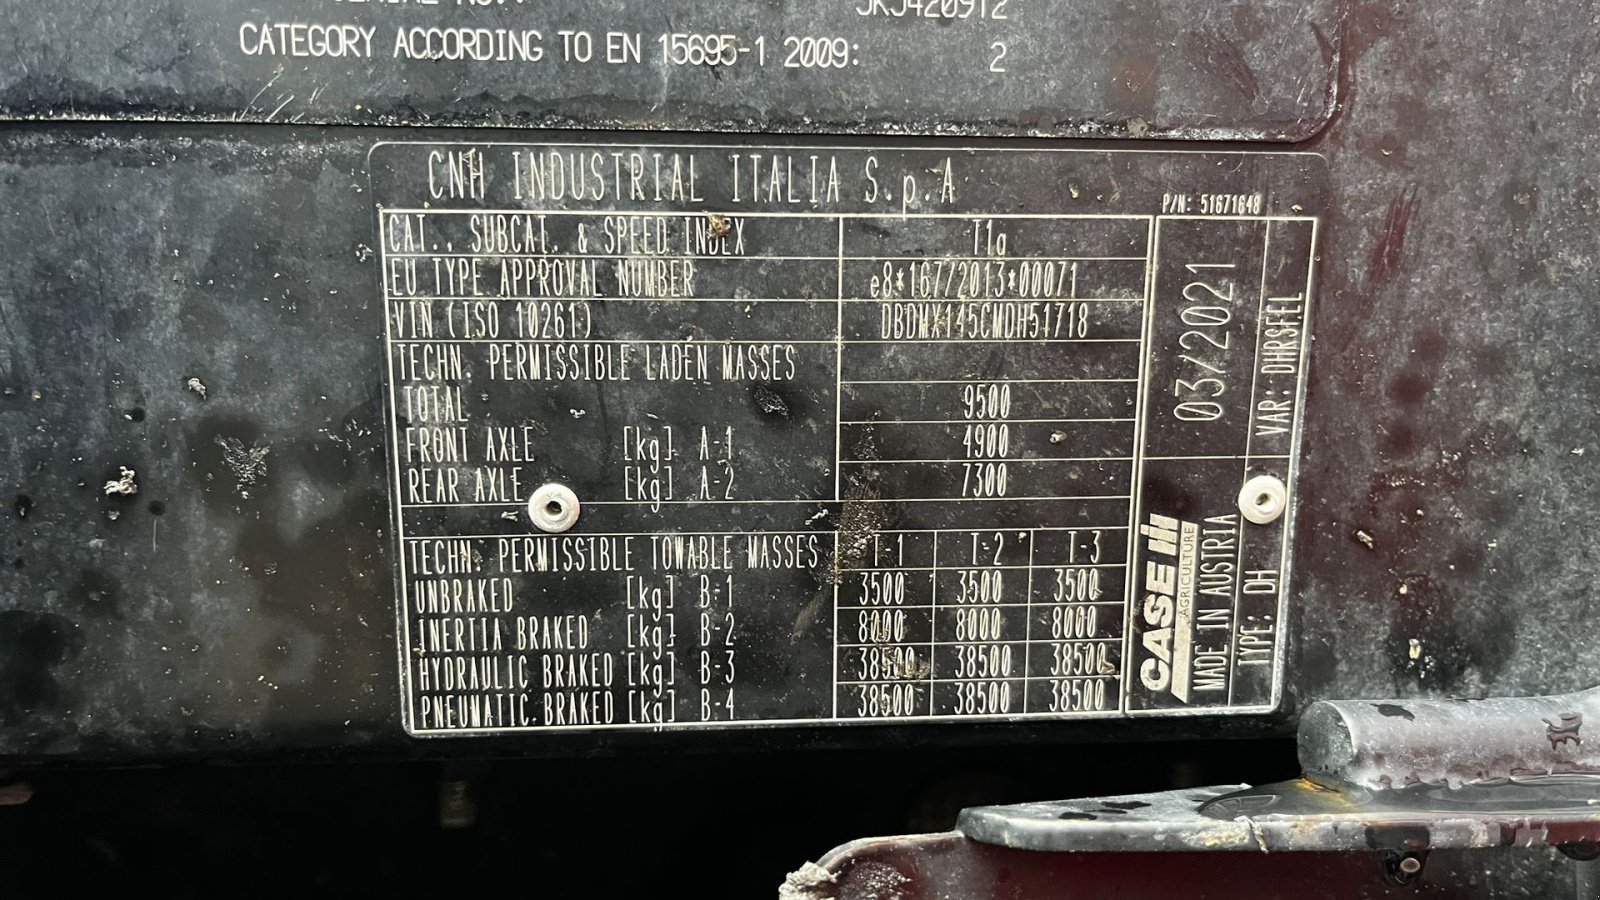 CATEGORY ACCORDING TO EN 15695-1 2009: 2
CNH INDUSTRIAL ITALIA S.p.A
P/N: 51671648
CAT., SUBCAT. & SPEED INDEX T1a
EU TYPE APPROVAL NUMBER e8*167/2013*00071
VIN (ISO 10261) DBDMX145CMDH51718
TECHN. PERMISSIBLE LADEN MASSES
TOTAL 9500
FRONT AXLE [kg] A-1 4900
REAR AXLE [kg] A-2 7300
TECHN. PERMISSIBLE TOWABLE MASSES T-1 T-2 T-3
UNBRAKED [kg] B-1 3500 3500 3500
INERTIA BRAKED [kg] B-2 8000 8000 8000
HYDRAULIC BRAKED [kg] B-3 38500 38500 38500
PNEUMATIC.BRAKED [kg] B-4 38500 38500 38500
03/2021
CASE IH
AGRICULTURE
MADE IN AUSTRIA
TYPE: DH
VAR: DHRSFEL